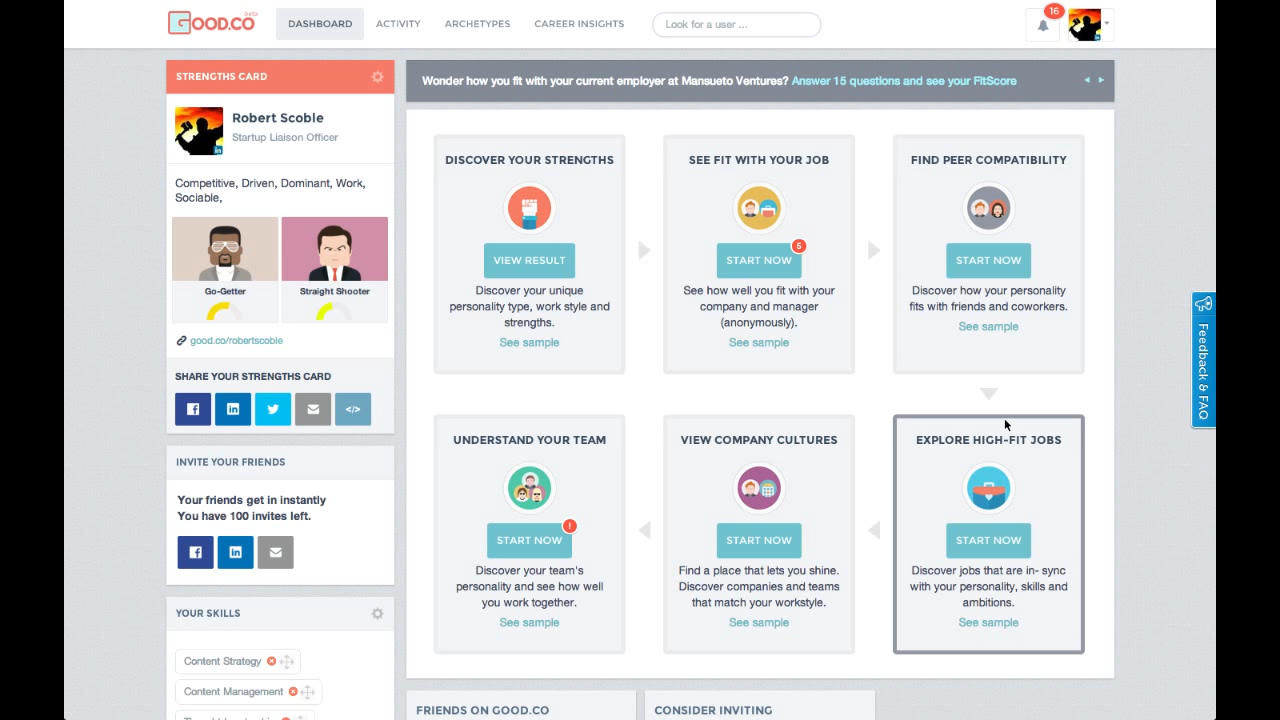 GOOD.CO beta
DASHBOARD
ACTIVITY
ARCHETYPES
CAREER INSIGHTS
Look for a user ...
16
STRENGTHS CARD
Robert Scoble
Startup Liaison Officer
Competitive, Driven, Dominant, Work,
Sociable,
Go-Getter
Straight Shooter
good.co/robertscoble
SHARE YOUR STRENGTHS CARD
</>
INVITE YOUR FRIENDS
Your friends get in instantly
You have 100 invites left.
YOUR SKILLS
Content Strategy
Content Management
Wonder how you fit with your current employer at Mansueto Ventures? Answer 15 questions and see your FitScore
DISCOVER YOUR STRENGTHS
VIEW RESULT
Discover your unique
personality type, work style and
strengths.
See sample
SEE FIT WITH YOUR JOB
START NOW
5
See how well you fit with your
company and manager
(anonymously).
See sample
FIND PEER COMPATIBILITY
START NOW
Discover how your personality
fits with friends and coworkers.
See sample
UNDERSTAND YOUR TEAM
START NOW
!
Discover your team's
personality and see how well
you work together.
See sample
VIEW COMPANY CULTURES
START NOW
Find a place that lets you shine.
Discover companies and teams
that match your workstyle.
See sample
EXPLORE HIGH-FIT JOBS
START NOW
Discover jobs that are in- sync
with your personality, skills and
ambitions.
See sample
FRIENDS ON GOOD.CO
CONSIDER INVITING
Feedback & FAQ